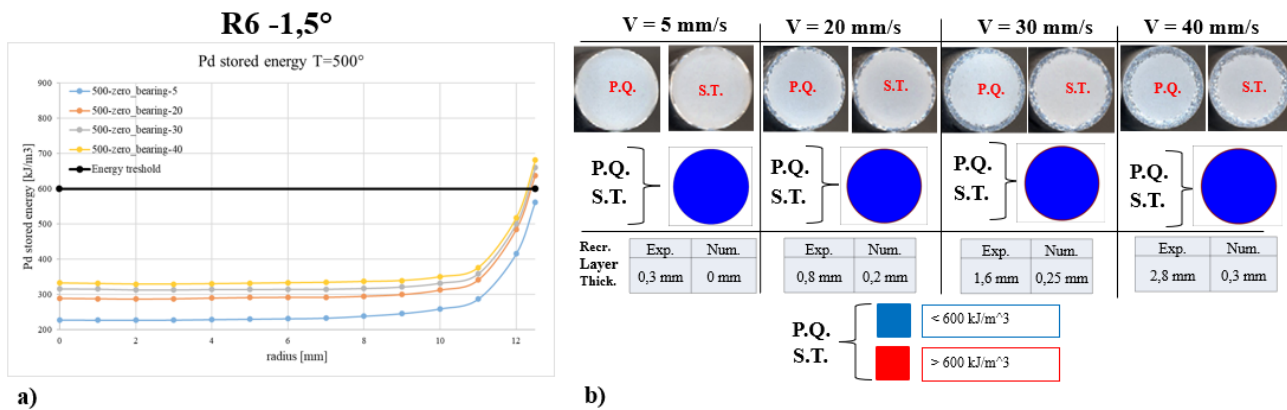 R6 -1,5°
Pd stored energy T=500°
Pd stored energy [kJ/m3]
900
800
700
600
500
400
300
200
500-zero_bearing-5
500-zero_bearing-20
500-zero_bearing-30
500-zero_bearing-40
Energy treshold
0 2 4 6 8 10 12
radius [mm]
a)
V = 5 mm/s V = 20 mm/s V = 30 mm/s V = 40 mm/s
P.Q. S.T. P.Q. S.T. P.Q. S.T. P.Q. S.T.
P.Q. P.Q. P.Q. P.Q.
S.T. S.T. S.T. S.T.
Recr. Layer Thick.
Exp. Num. Exp. Num. Exp. Num. Exp. Num.
0,3 mm 0 mm 0,8 mm 0,2 mm 1,6 mm 0,25 mm 2,8 mm 0,3 mm
P.Q.
S.T.
< 600 kJ/m^3
> 600 kJ/m^3
b)